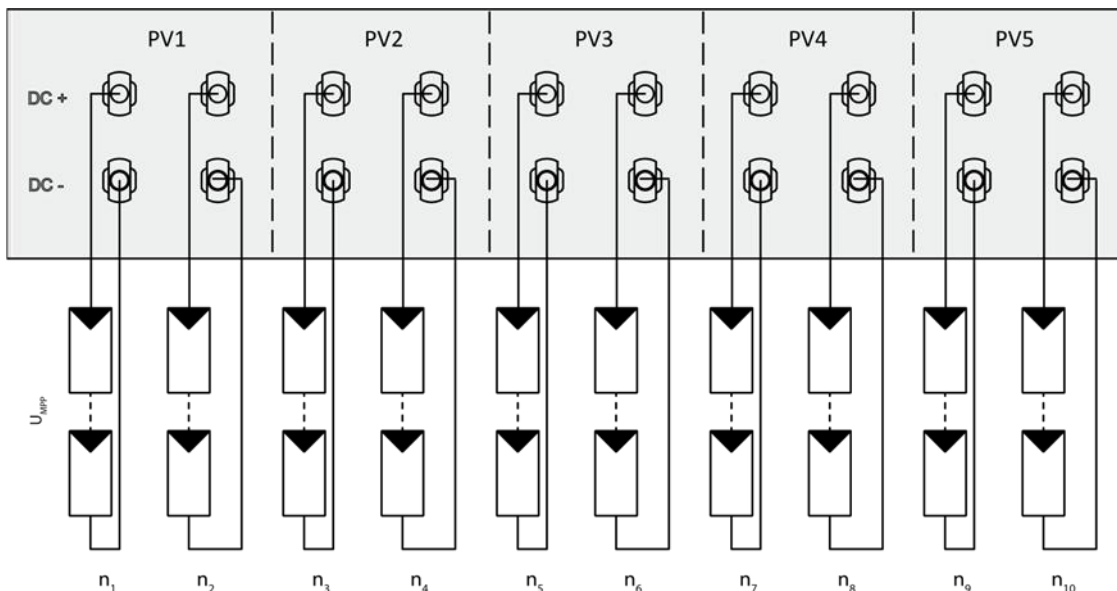 PV1 PV2 PV3 PV4 PV5
DC +
DC -
U_MPP
n₁ n₂ n₃ n₄ n₅ n₆ n₇ n₈ n₉ n₁₀